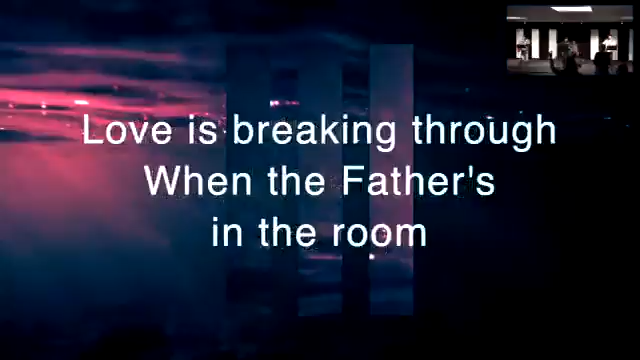 Love is breaking through
When the Father's
in the room